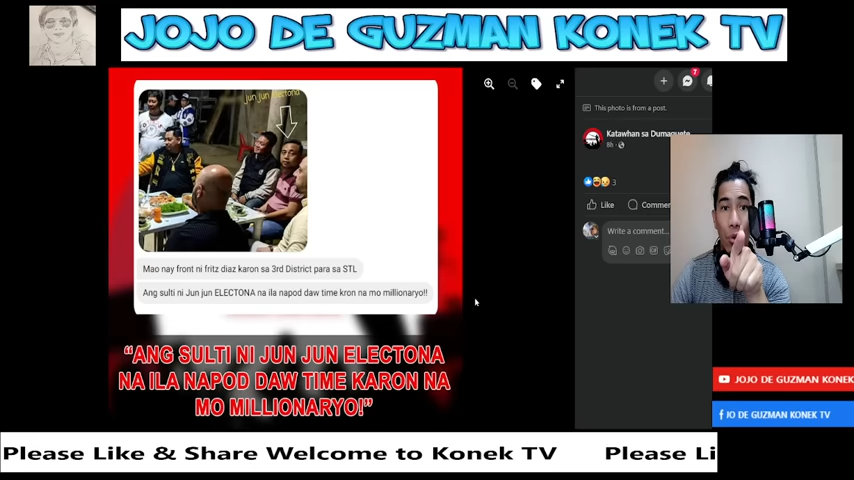 JOJO DE GUZMAN KONEK TV
jun jun electona
Mao nay front ni fritz diaz karon sa 3rd District para sa STL
Ang sulti ni Jun jun ELECTONA na ila napod daw time kron na mo millionaryo!!
“ANG SULTI NI JUN JUN ELECTONA
NA ILA NAPOD DAW TIME KARON NA
MO MILLIONARYO!”
7
This photo is from a post.
Katawhan sa Dumaguete
8h
3
Like
Commen
Write a comment...
JOJO DE GUZMAN KONEK
JO DE GUZMAN KONEK TV
Please Like & Share Welcome to Konek TV Please Li